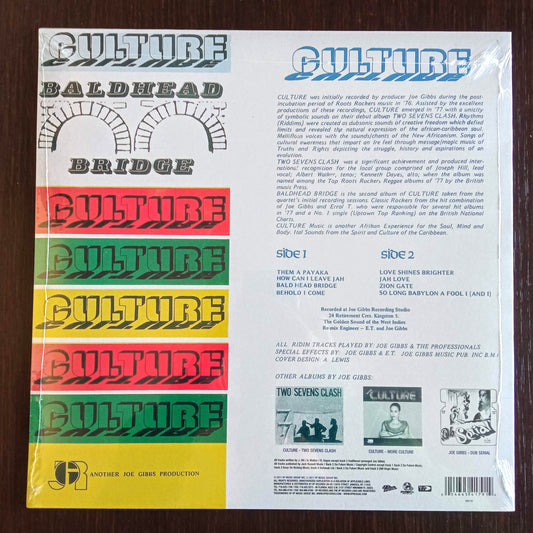 CULTURE
BALDHEAD
BRIDGE
CULTURE
CULTURE
CULTURE
CULTURE
CULTURE
ANOTHER JOE GIBBS PRODUCTION
CULTURE
CULTURE was initially recorded by producer Joe Gibbs during the post-
incubation period of Roots Rockers music in '76. Assisted by the excellent
productions of these recordings, CULTURE emerged in '77 with a unicity
of symbolic sounds on their debut album TWO SEVENS CLASH. Rhythms
(Riddims) were created as dubsonic sounds of creative freedom which defied
limits and revealed the natural expression of the african-caribbean soul.
Mallifluus voices with the sound/chants of the New Africanism. Songs of
cultural awareness that impart an Ire feel through message/magic music of
Truths and Rights depicting the struggle, history and aspirations of an
evolution.
TWO SEVENS CLASH was a significant achievement and produced inter-
national recognision for the local group comprised of Joseph Hill, lead
vocal; Albert Walker, tenor; Kenneth Dayes, alto; when the album was
named among the Top Roots Rockers, Reggae albums of '77 by the British
music Press.
BALDHEAD BRIDGE is the second album of CULTURE taken from the
quartet's initial recording sessions. Classic Rockers from the hit combination
of Joe Gibbs and Errol T. who were responsible for several hit albums
in '77 and a No. 1 single (Uptown Top Ranking) on the British National
Charts.
CULTURE Music is another Afrikan Experience for the Soul, Mind and
Body. Ital Sounds from the Spirit and Culture of the Caribbean.
SIDE 1
THEM A PAYAKA
HOW CAN I LEAVE JAH
BALD HEAD BRIDGE
BEHOLD I COME
SIDE 2
LOVE SHINES BRIGHTER
JAH LOVE
ZION GATE
SO LONG BABYLON A FOOL I (AND I)
Recorded at Joe Gibbs Recording Studio
24 Retirement Cres. Kingston 5.
The Golden Sound of the West Indies
Re-mix Engineer – E.T. and Joe Gibbs
ALL RIDIM TRACKS PLAYED BY: JOE GIBBS & THE PROFESSIONALS
SPECIAL EFFECTS BY: JOE GIBBS & E.T. JOE GIBBS MUSIC PUB. INC B.M.I
COVER DESIGN A. LEWIS
OTHER ALBUMS BY JOE GIBBS:
TWO SEVENS CLASH
CULTURE
CULTURE - TWO SEVENS CLASH
CULTURE - MORE CULTURE
JOE GIBBS - DUB SERIAL